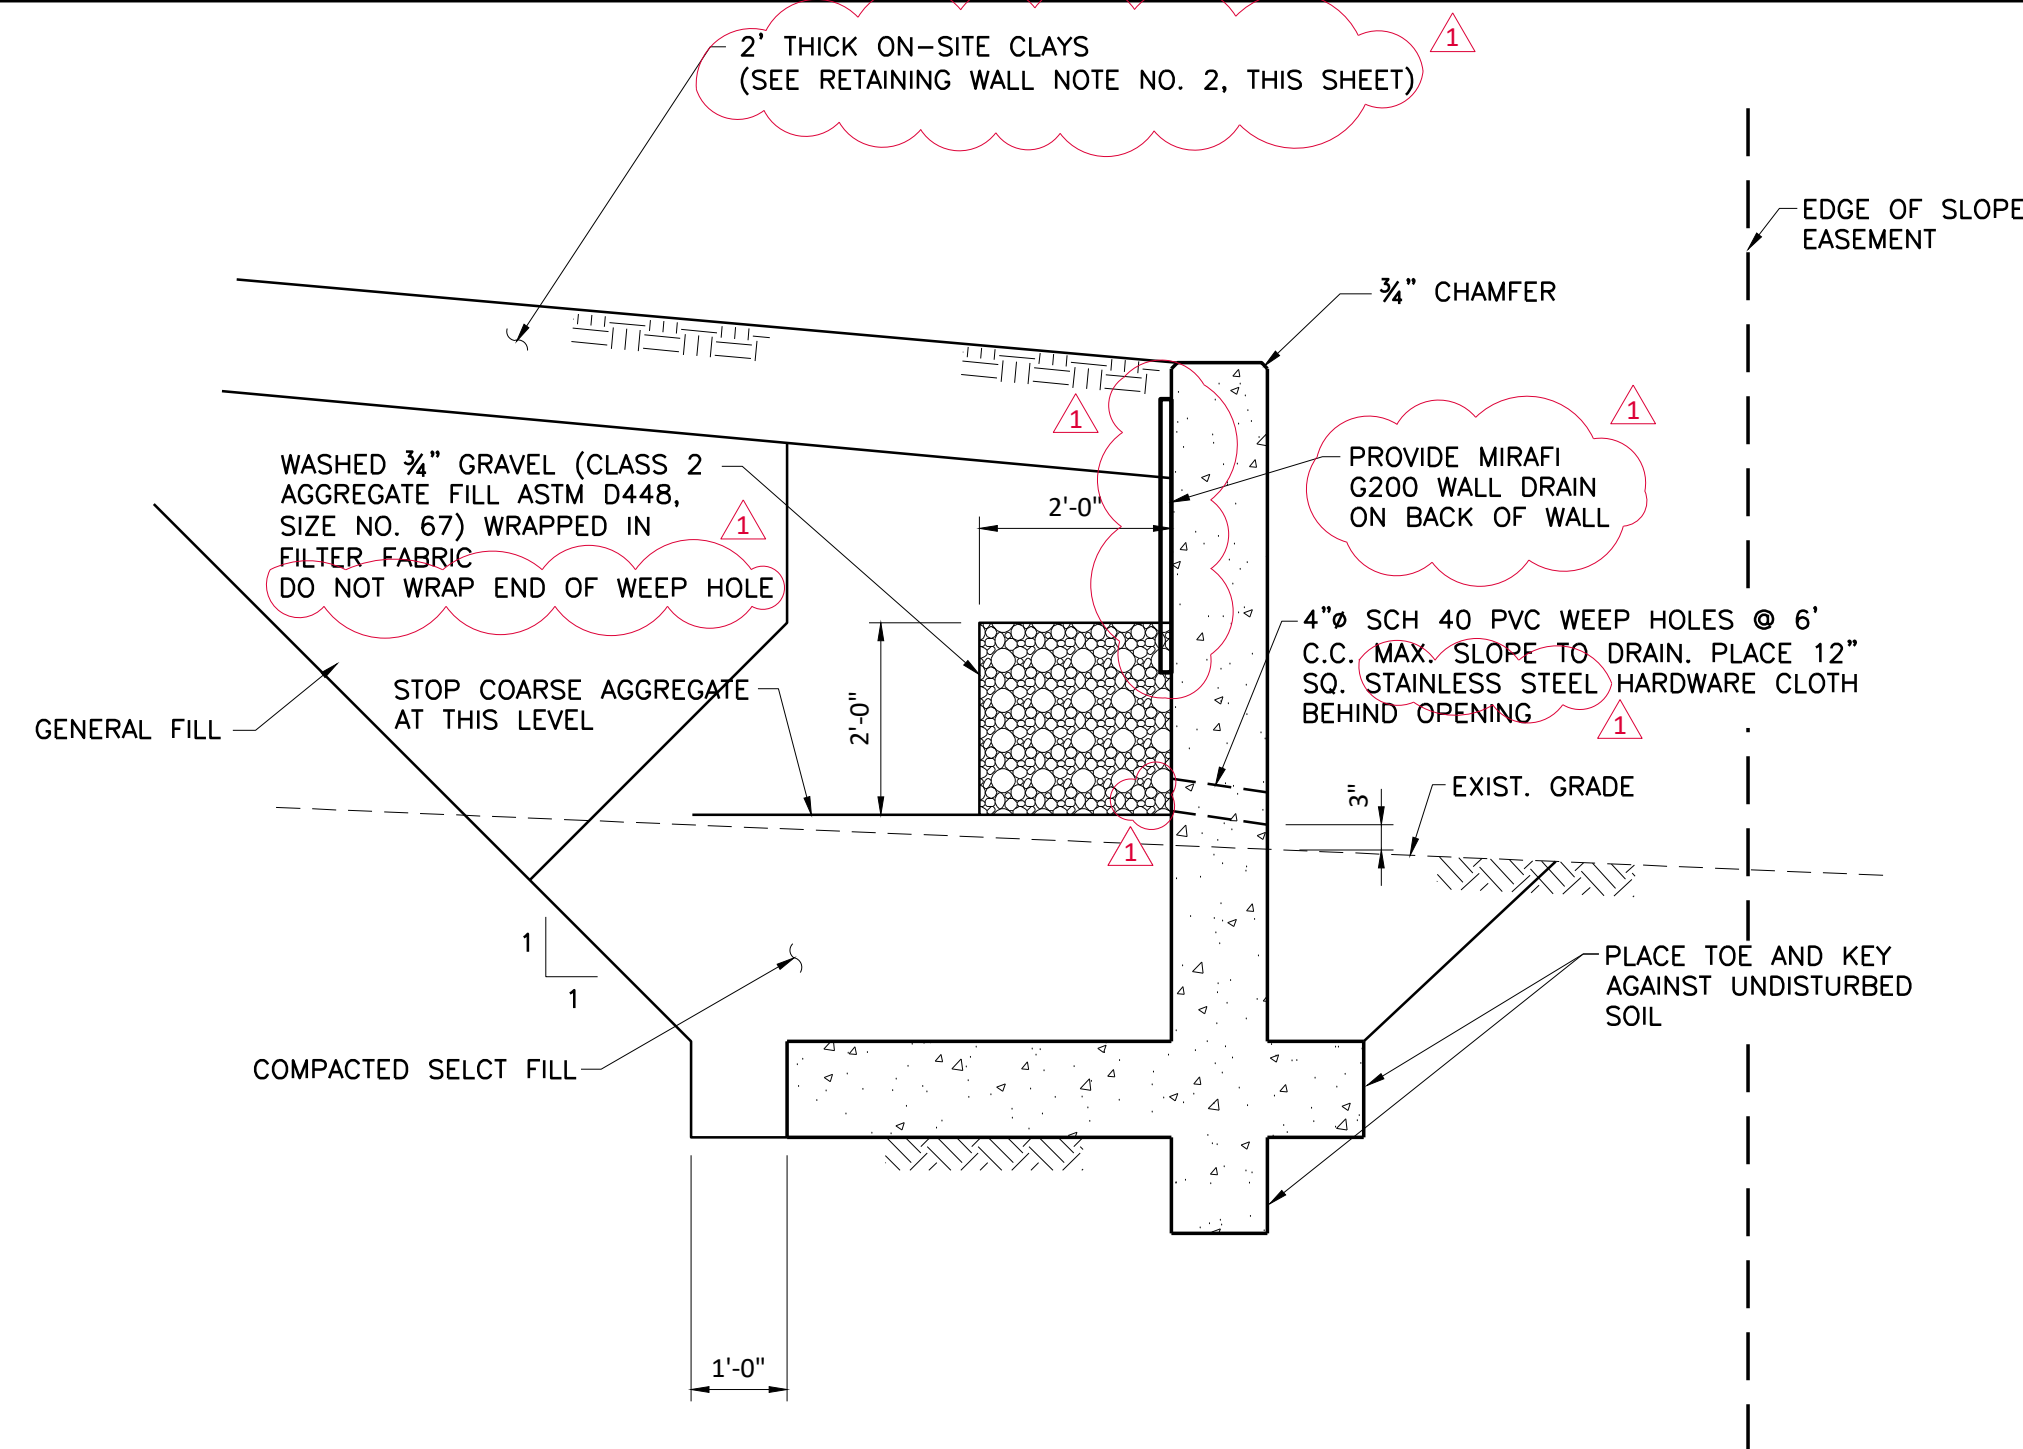 2' THICK ON-SITE CLAYS
(SEE RETAINING WALL NOTE NO. 2, THIS SHEET)
1
EDGE OF SLOPE
EASEMENT
¾" CHAMFER
1
1
PROVIDE MIRAFI
G200 WALL DRAIN
ON BACK OF WALL
WASHED ¾" GRAVEL (CLASS 2
AGGREGATE FILL ASTM D448,
SIZE NO. 67) WRAPPED IN
FILTER FABRIC
DO NOT WRAP END OF WEEP HOLE
1
2'-0"
4"ø SCH 40 PVC WEEP HOLES @ 6'
C.C. MAX. SLOPE TO DRAIN. PLACE 12"
SQ. STAINLESS STEEL HARDWARE CLOTH
BEHIND OPENING
1
STOP COARSE AGGREGATE
AT THIS LEVEL
2'-0"
GENERAL FILL
EXIST. GRADE
3"
1
1
1
PLACE TOE AND KEY
AGAINST UNDISTURBED
SOIL
COMPACTED SELCT FILL
1'-0"